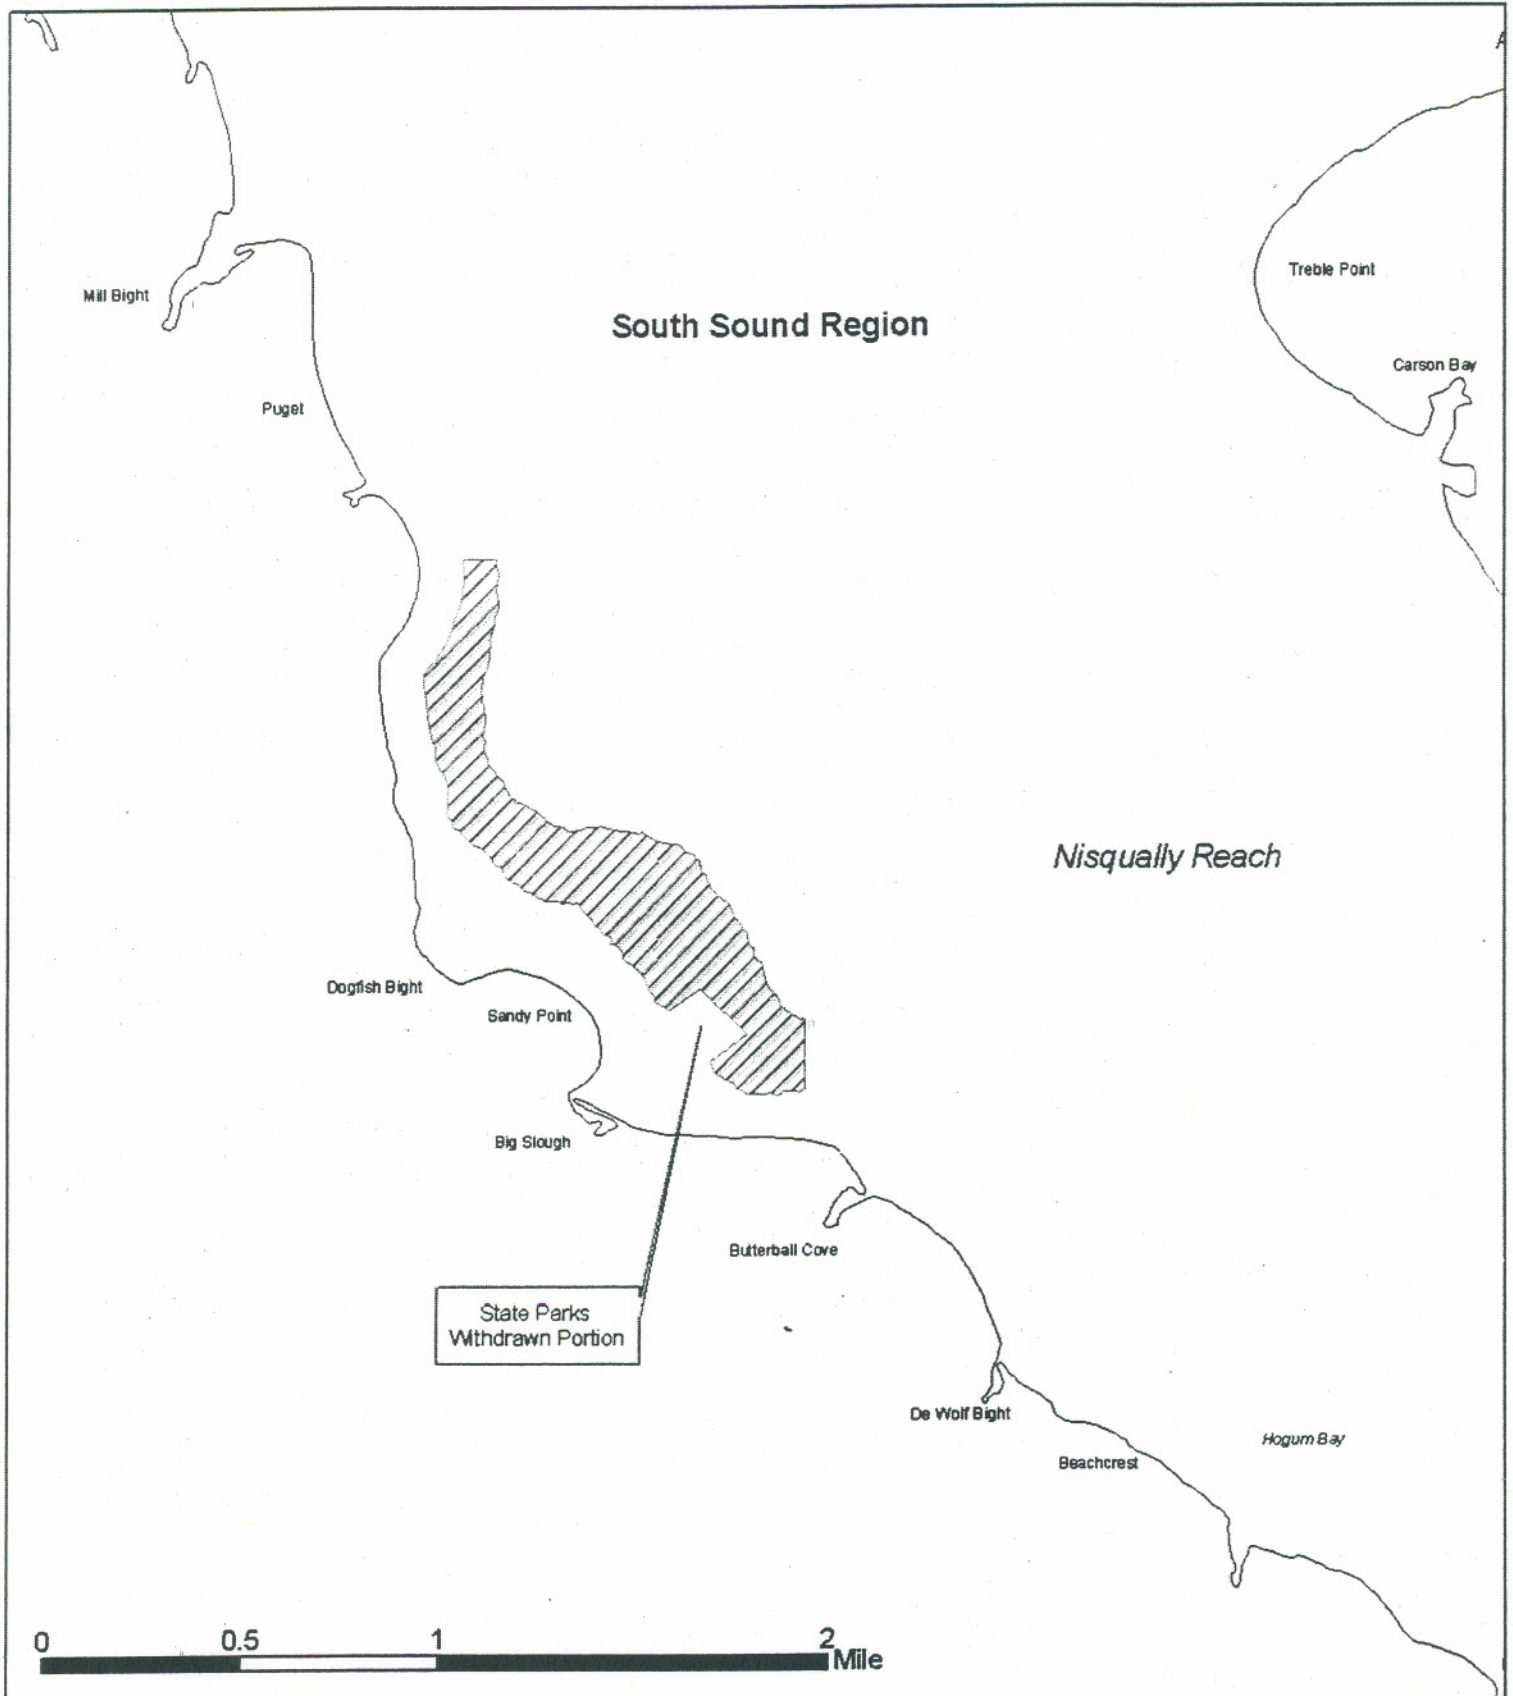 Treble Point
Mill Bight
South Sound Region
Carson Bay
Puget
Nisqually Reach
Dogfish Bight
Sandy Point
Big Slough
Butterball Cove
State Parks
Withdrawn Portion
De Wolf Bight
Hogum Bay
Beachcrest
0 0.5 1 2
Mile